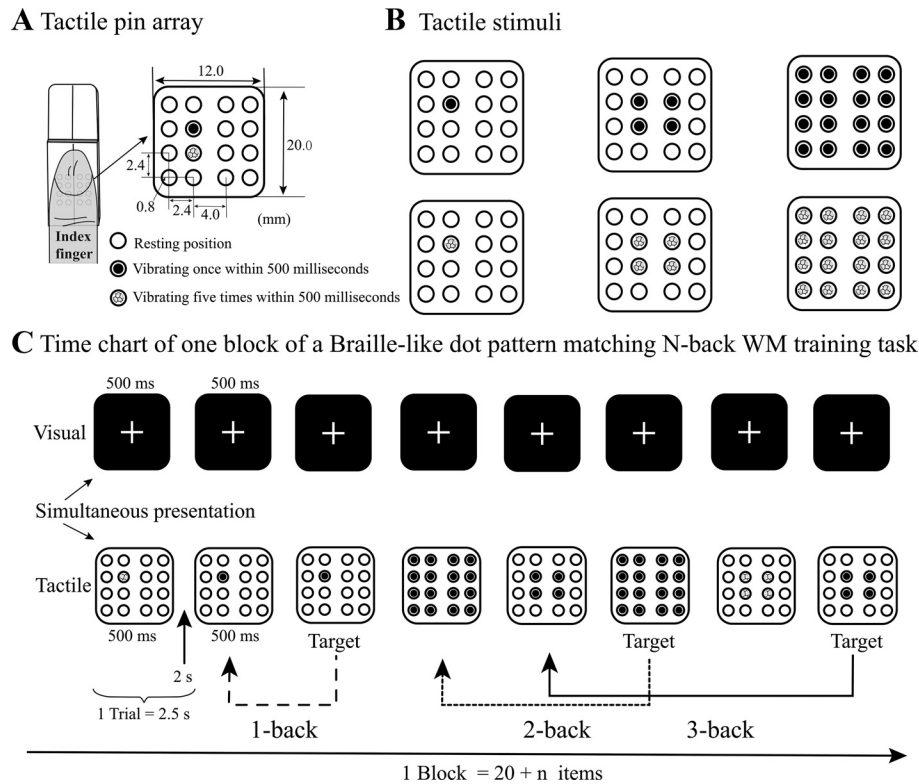 A Tactile pin array
12.0
20.0
2.4
0.8
2.4
4.0
(mm)
Index
finger
Resting position
Vibrating once within 500 milliseconds
Vibrating five times within 500 milliseconds
B Tactile stimuli
C Time chart of one block of a Braille-like dot pattern matching N-back WM training task
500 ms
500 ms
Visual
Simultaneous presentation
Tactile
500 ms
500 ms
Target
Target
Target
2 s
1 Trial = 2.5 s
1-back
2-back
3-back
1 Block = 20 + n items